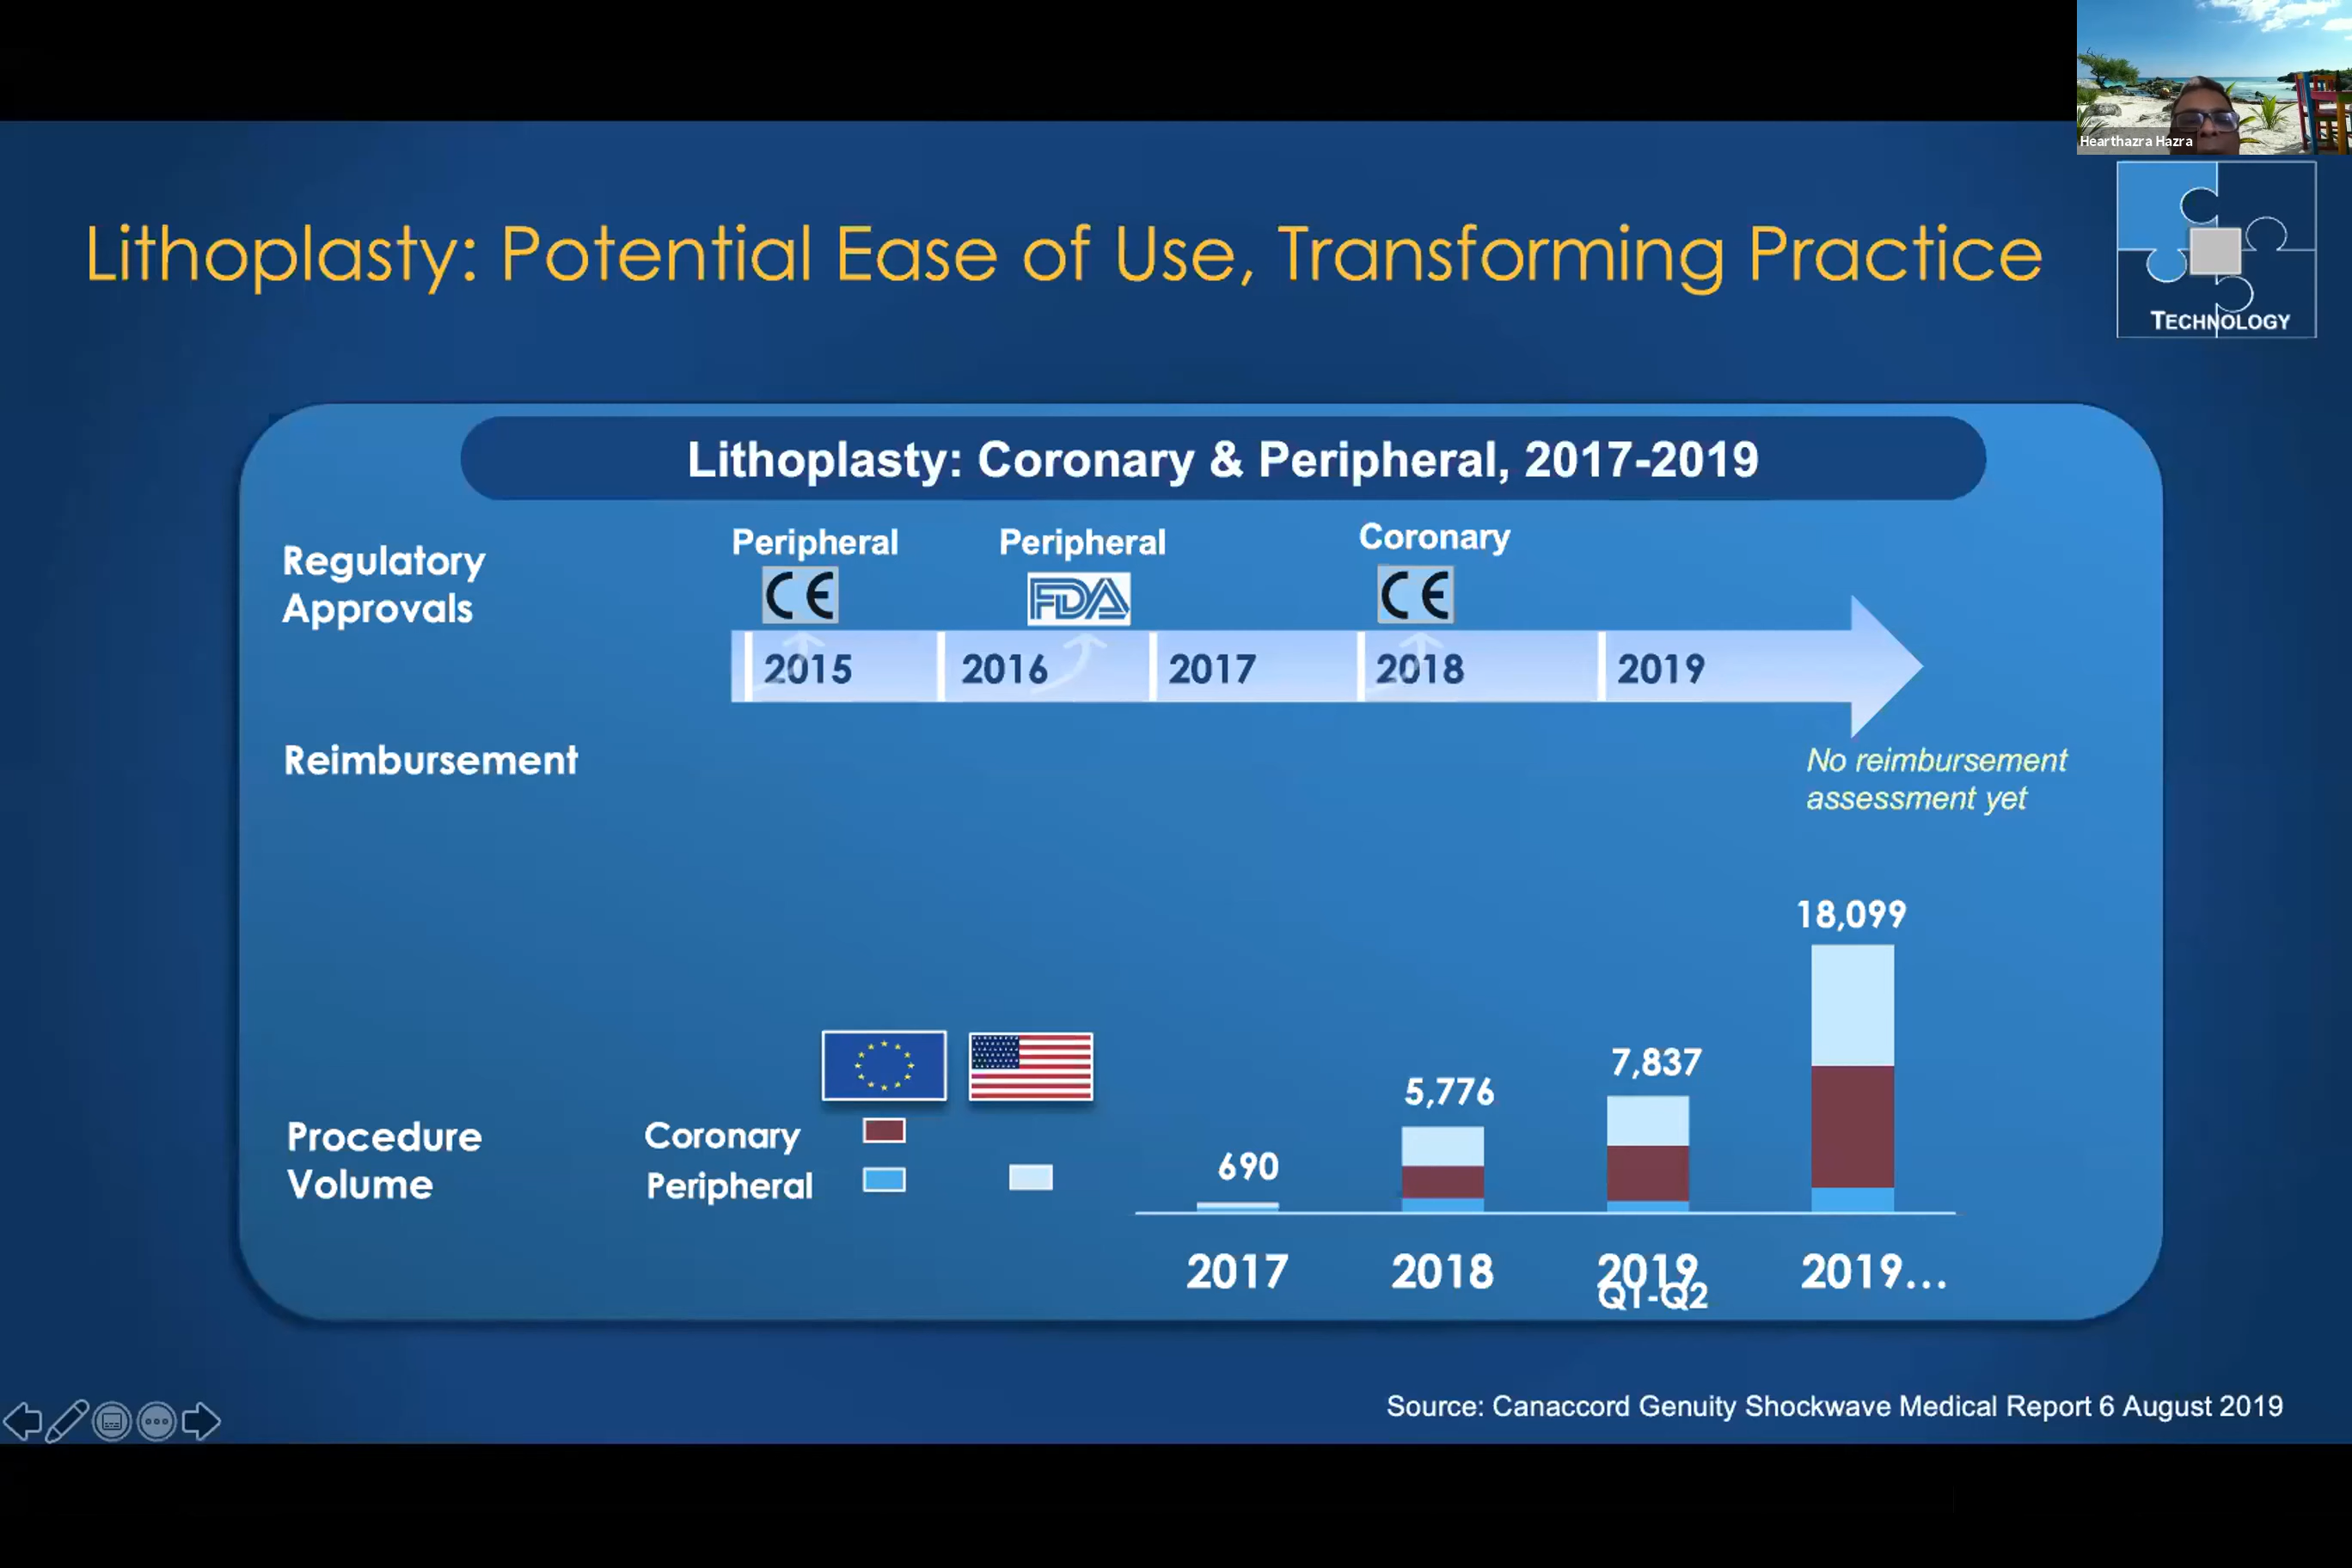 Hearthazra Hazra
Lithoplasty: Potential Ease of Use, Transforming Practice
TECHNOLOGY
Lithoplasty: Coronary & Peripheral, 2017-2019
Regulatory
Approvals
Peripheral
CE
Peripheral
FDA
Coronary
CE
2015
2016
2017
2018
2019
Reimbursement
No reimbursement
assessment yet
Procedure
Volume
Coronary
Peripheral
690
5,776
7,837
18,099
2017
2018
2019
Q1-Q2
2019...
Source: Canaccord Genuity Shockwave Medical Report 6 August 2019